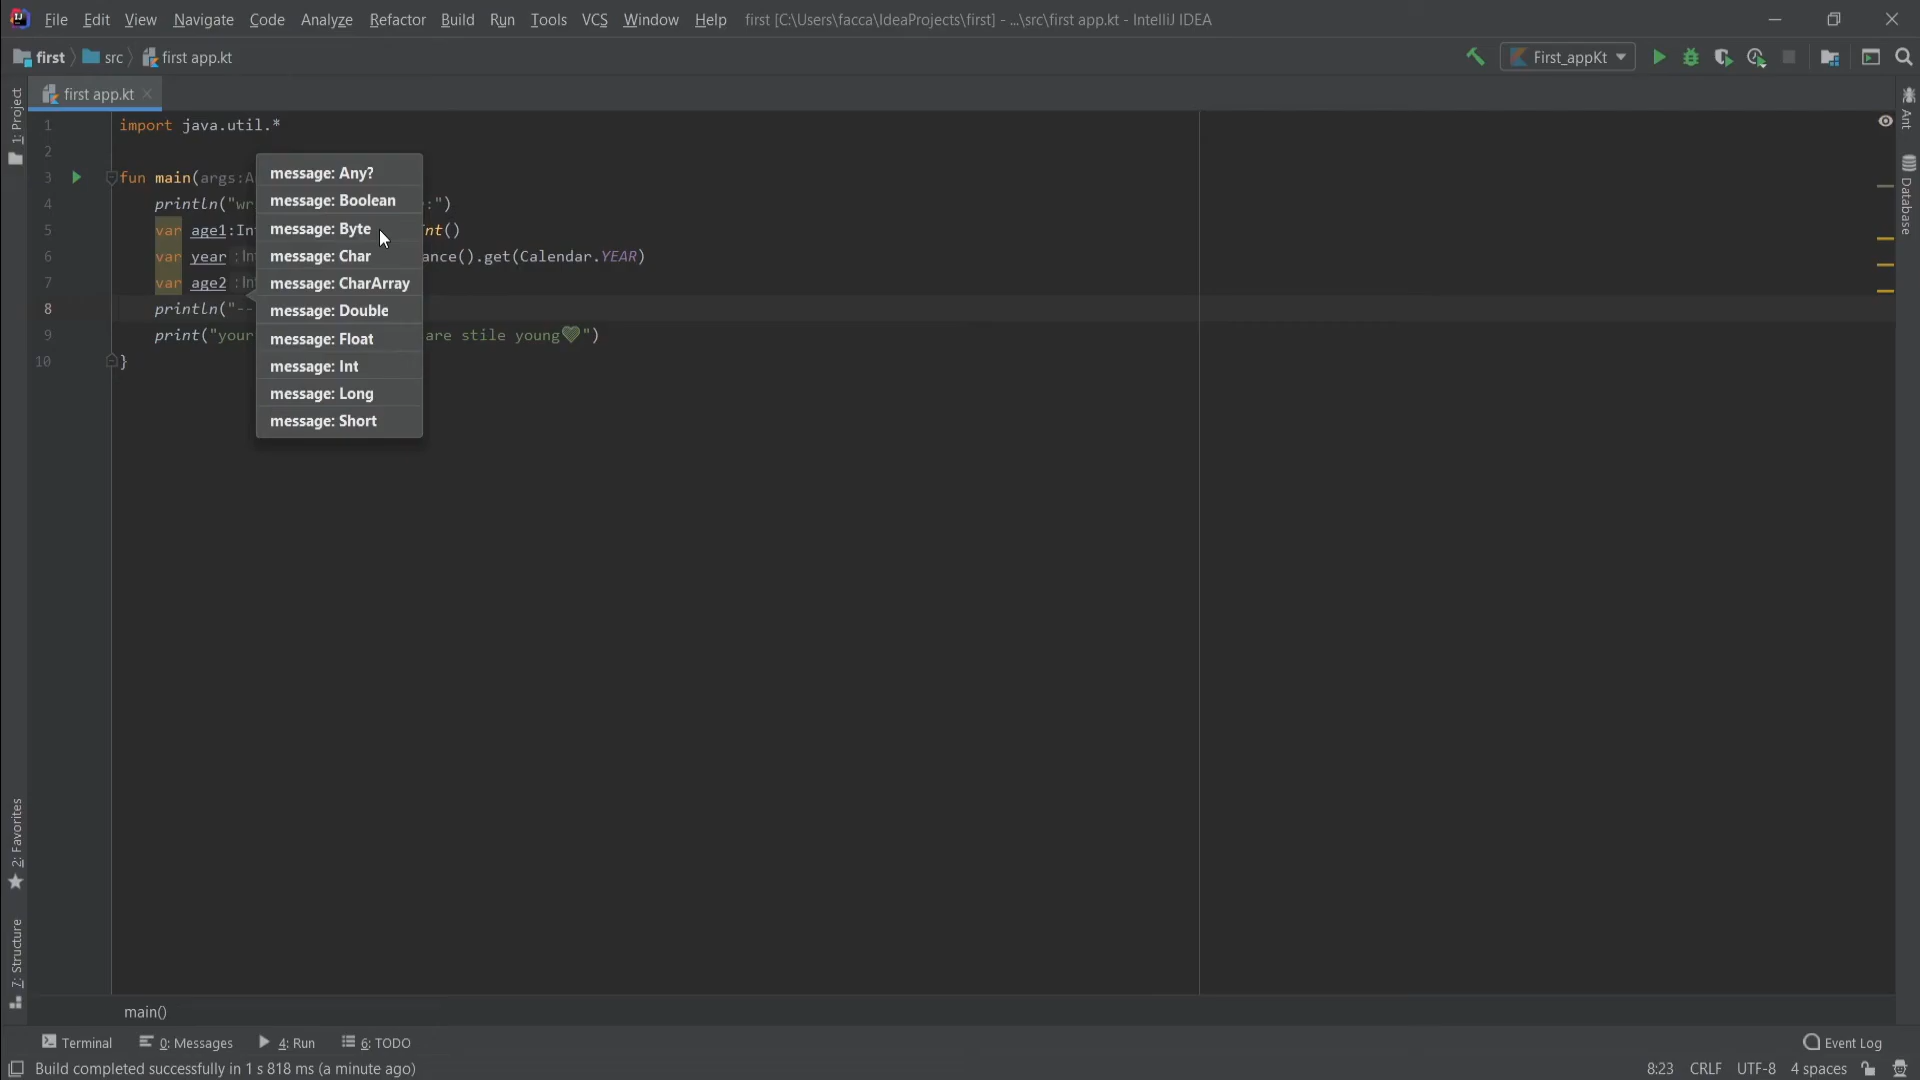 File Edit View Navigate Code Analyze Refactor Build Run Tools VCS Window Help first [C:\Users\facca\IdeaProjects\first] - ...\src\first app.kt - IntelliJ IDEA
first src first app.kt First_appKt
first app.kt
1: Project
Ant
Database
1 import java.util.*
2
3 fun main(args:A
4 println("wr :")
5 var age1:Int nt()
6 var year :Int ance().get(Calendar.YEAR)
7 var age2 :Int
8 println("--
9 print("your are stile young💚")
10 }
message: Any?
message: Boolean
message: Byte
message: Char
message: CharArray
message: Double
message: Float
message: Int
message: Long
message: Short
2: Favorites
7: Structure
main()
Terminal 0: Messages 4: Run 6: TODO Event Log
Build completed successfully in 1 s 818 ms (a minute ago) 8:23 CRLF UTF-8 4 spaces